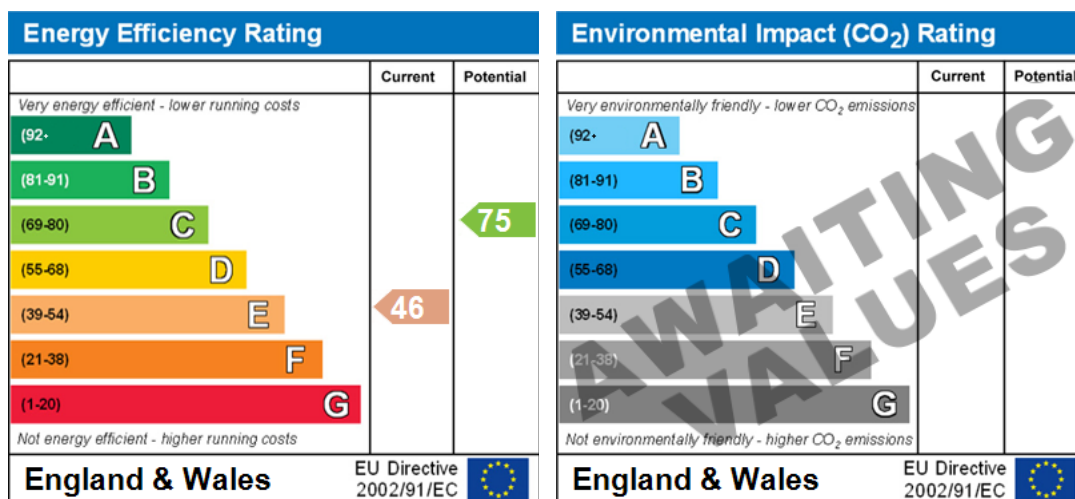 Energy Efficiency Rating
Current Potential
Very energy efficient - lower running costs
(92+ A
(81-91) B
(69-80) C
75
(55-68) D
(39-54) E
46
(21-38) F
(1-20) G
Not energy efficient - higher running costs
England & Wales
EU Directive
2002/91/EC
Environmental Impact (CO₂) Rating
Current Potential
Very environmentally friendly - lower CO₂ emissions
(92+ A
(81-91) B
(69-80) C
(55-68) D
(39-54) E
(21-38) F
(1-20) G
Not environmentally friendly - higher CO₂ emissions
AWAITING
VALUES
England & Wales
EU Directive
2002/91/EC